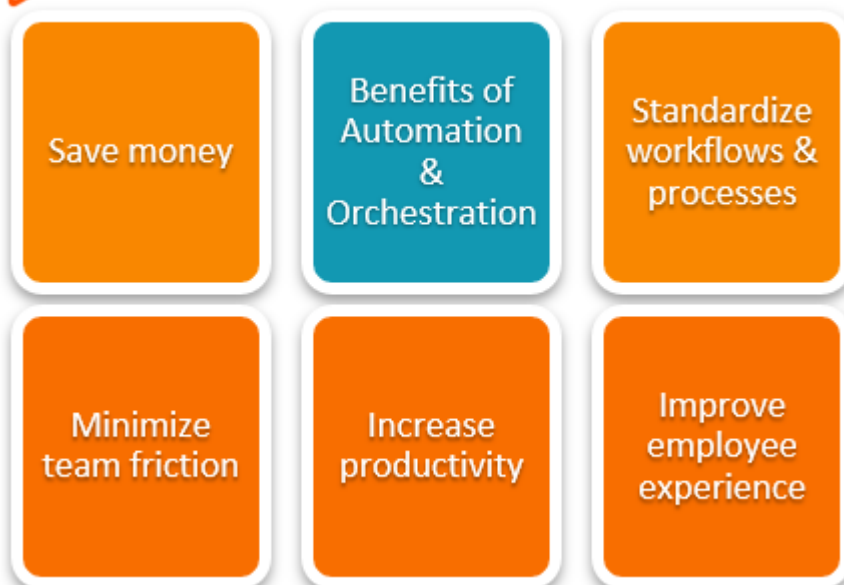 Save money
Benefits of
Automation
&
Orchestration
Standardize
workflows &
processes
Minimize
team friction
Increase
productivity
Improve
employee
experience